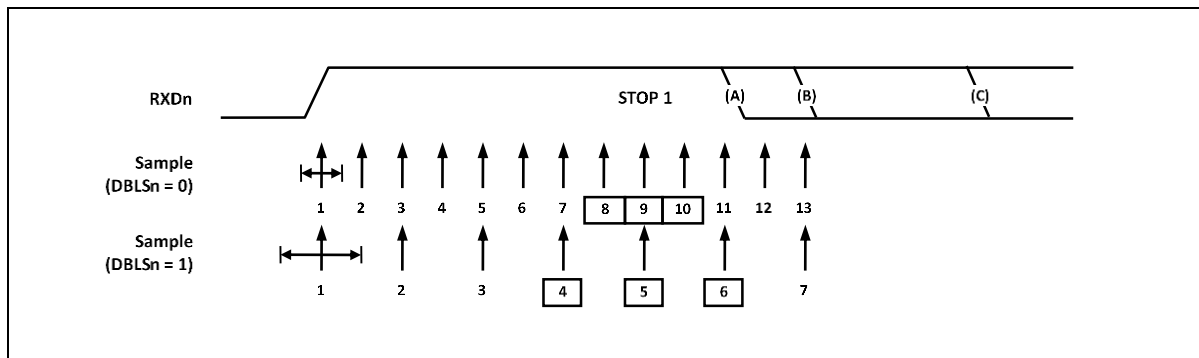 RXDn
STOP 1
(A)
(B)
(C)
Sample
(DBLSn = 0)
1 2 3 4 5 6 7 8 9 10 11 12 13
Sample
(DBLSn = 1)
1 2 3 4 5 6 7